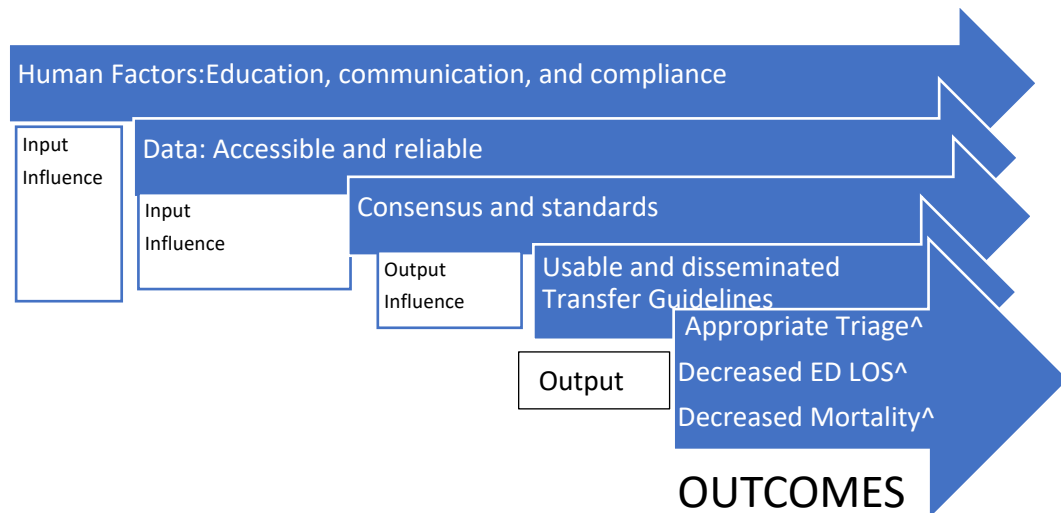 Human Factors:Education, communication, and compliance
Input
Influence
Data: Accessible and reliable
Input
Influence
Consensus and standards
Output
Influence
Usable and disseminated
Transfer Guidelines
Appropriate Triage^
Output
Decreased ED LOS^
Decreased Mortality^
OUTCOMES